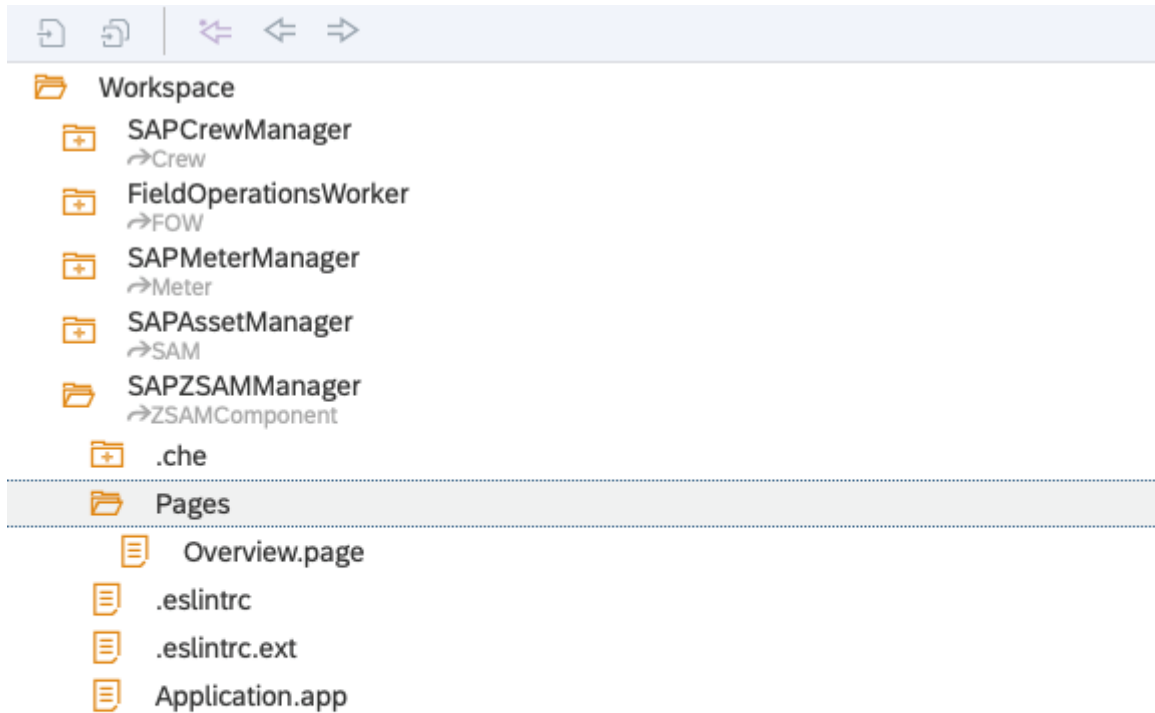 Workspace
SAPCrewManager
Crew
FieldOperationsWorker
FOW
SAPMeterManager
Meter
SAPAssetManager
SAM
SAPZSAMManager
ZSAMComponent
.che
Pages
Overview.page
.eslintrc
.eslintrc.ext
Application.app